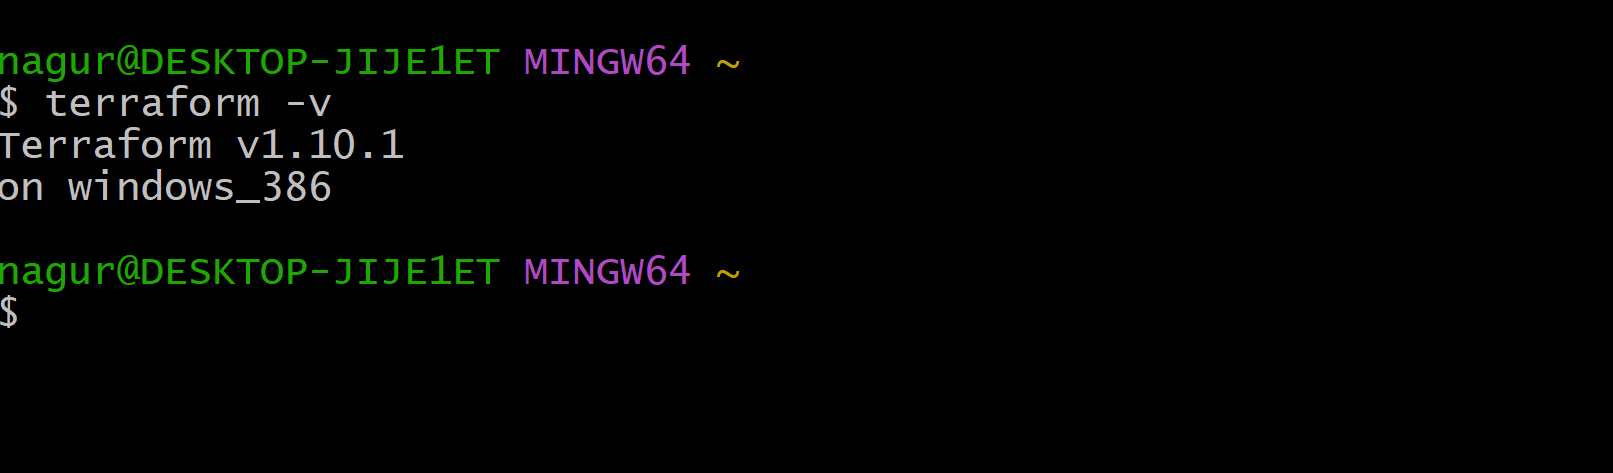 nagur@DESKTOP-JIJE1ET MINGW64 ~
$ terraform -v
Terraform v1.10.1
on windows_386
nagur@DESKTOP-JIJE1ET MINGW64 ~
$